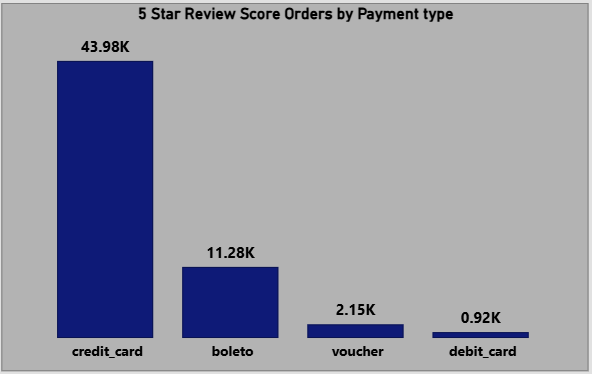 5 Star Review Score Orders by Payment type
43.98K
11.28K
2.15K
0.92K
credit_card
boleto
voucher
debit_card